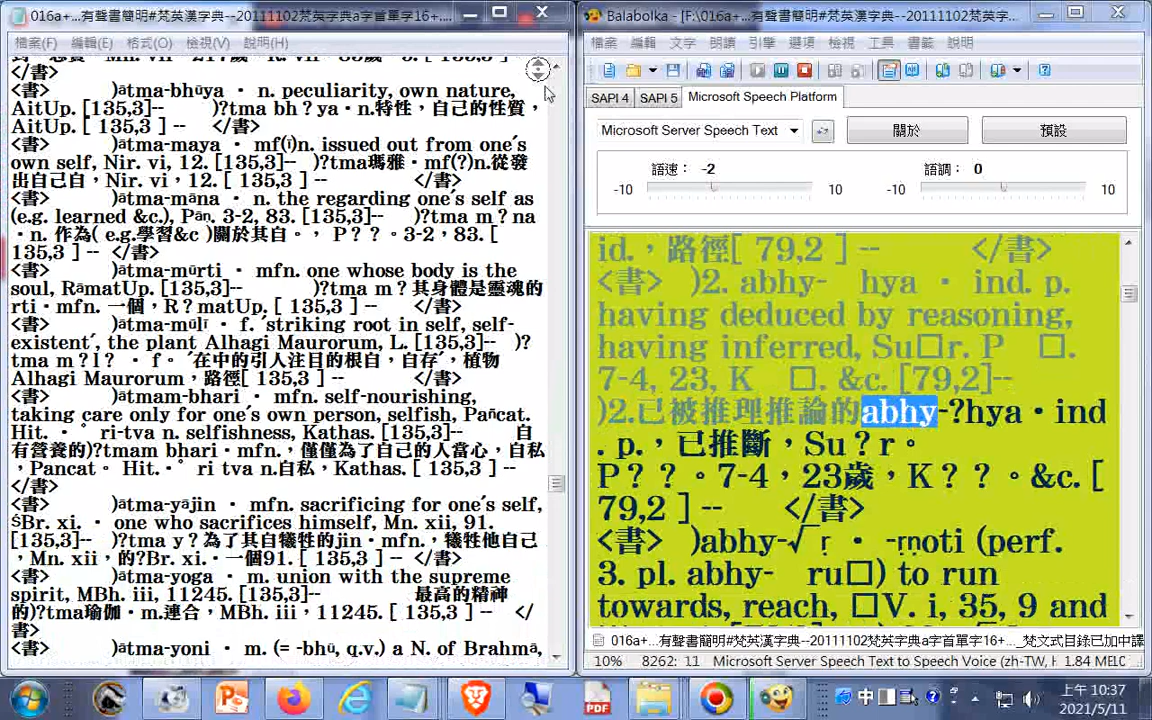 016a+...有聲書簡明#梵英漢字典--20111102梵英字典a字首單字16+...
檔案(F) 編輯(E) 格式(O) 檢視(V) 說明(H)
</書>
<書> )ātma-bhūya · n. peculiarity, own nature,
AitUp. [135,3]-- )?tma bh？ya·n.特性，自己的性質，
AitUp. [ 135,3 ] -- </書>
<書> )ātma-maya · mf(ī)n. issued out from one's
own self, Nir. vi, 12. [135,3]-- )?tma瑪雅·mf(?)n.從發
出自己自，Nir. vi，12. [ 135,3 ] -- </書>
<書> )ātma-māna · n. the regarding one's self as
(e.g. learned &c.), Pāṇ. 3-2, 83. [135,3]-- )?tma m？na
·n. 作為( e.g.學習&c )關於其自。， P？？。3-2，83. [
135,3 ] -- </書>
<書> )ātma-mūrti · mfn. one whose body is the
soul, RāmatUp. [135,3]-- )?tma m？其身體是靈魂的
rti·mfn. 一個，R？matUp. [ 135,3 ] -- </書>
<書> )ātma-mūlī · f. 'striking root in self, self-
existent', the plant Alhagi Maurorum, L. [135,3]-- )?
tma m？l？ · f。'在中的引人注目的根自，自存'，植物
Alhagi Maurorum，路徑[ 135,3 ] -- </書>
<書> )ātmam-bhari · mfn. self-nourishing,
taking care only for one's own person, selfish, Pañcat.
Hit. ·° ri-tva n. selfishness, Kathas. [135,3]-- 自
有營養的)?tmam bhari·mfn.，僅僅為了自己的人當心，自私
，Pancat. Hit.·° ri tva n.自私，Kathas. [ 135,3 ] --
</書>
<書> )ātma-yājin · mfn. sacrificing for one's self,
ŚBr. xi. · one who sacrifices himself, Mn. xii, 91.
[135,3]-- )?tma y？為了其自犧牲的jin·mfn.，犧牲他自己
，Mn. xii，的?Br. xi.·一個91. [ 135,3 ] -- </書>
<書> )ātma-yoga · m. union with the supreme
spirit, MBh. iii, 11245. [135,3]-- 最高的精神
的)?tma瑜伽·m.連合，MBh. iii，11245. [ 135,3 ] -- </
書>
<書> )ātma-yoni · m. (= -bhū, q.v.) a N. of Brahmā,
Balabolka - [F:\016a+...有聲書簡明#梵英漢字典--20111102梵英字...
檔案 編輯 文字 朗讀 引擎 選項 檢視 工具 書籤 說明
SAPI 4 SAPI 5 Microsoft Speech Platform
Microsoft Server Speech Text 關於 預設
語速： -2 語調： 0
-10 10 -10 10
id.，路徑[ 79,2 ] -- </書>
<書> )2. abhy- hya · ind. p.
having deduced by reasoning,
having inferred, Su□r. P □.
7-4, 23, K □. &c. [79,2]--
)2.已被推理推論的abhy-?hya·ind
. p.，已推斷，Su？r。
P？？。7-4，23歲，K？？。&c. [
79,2 ] -- </書>
<書> )abhy-√ ṛ · -ṛṇoti (perf.
3. pl. abhy- ru□) to run
towards, reach, □V. i, 35, 9 and
016a+...有聲書簡明#梵英漢字典--20111102梵英字典a字首單字16+..._梵文式目錄已加中譯
10% 8262: 11 Microsoft Server Speech Text to Speech Voice (zh-TW, H 1.84 MELC
中
上午 10:37
2021/5/11